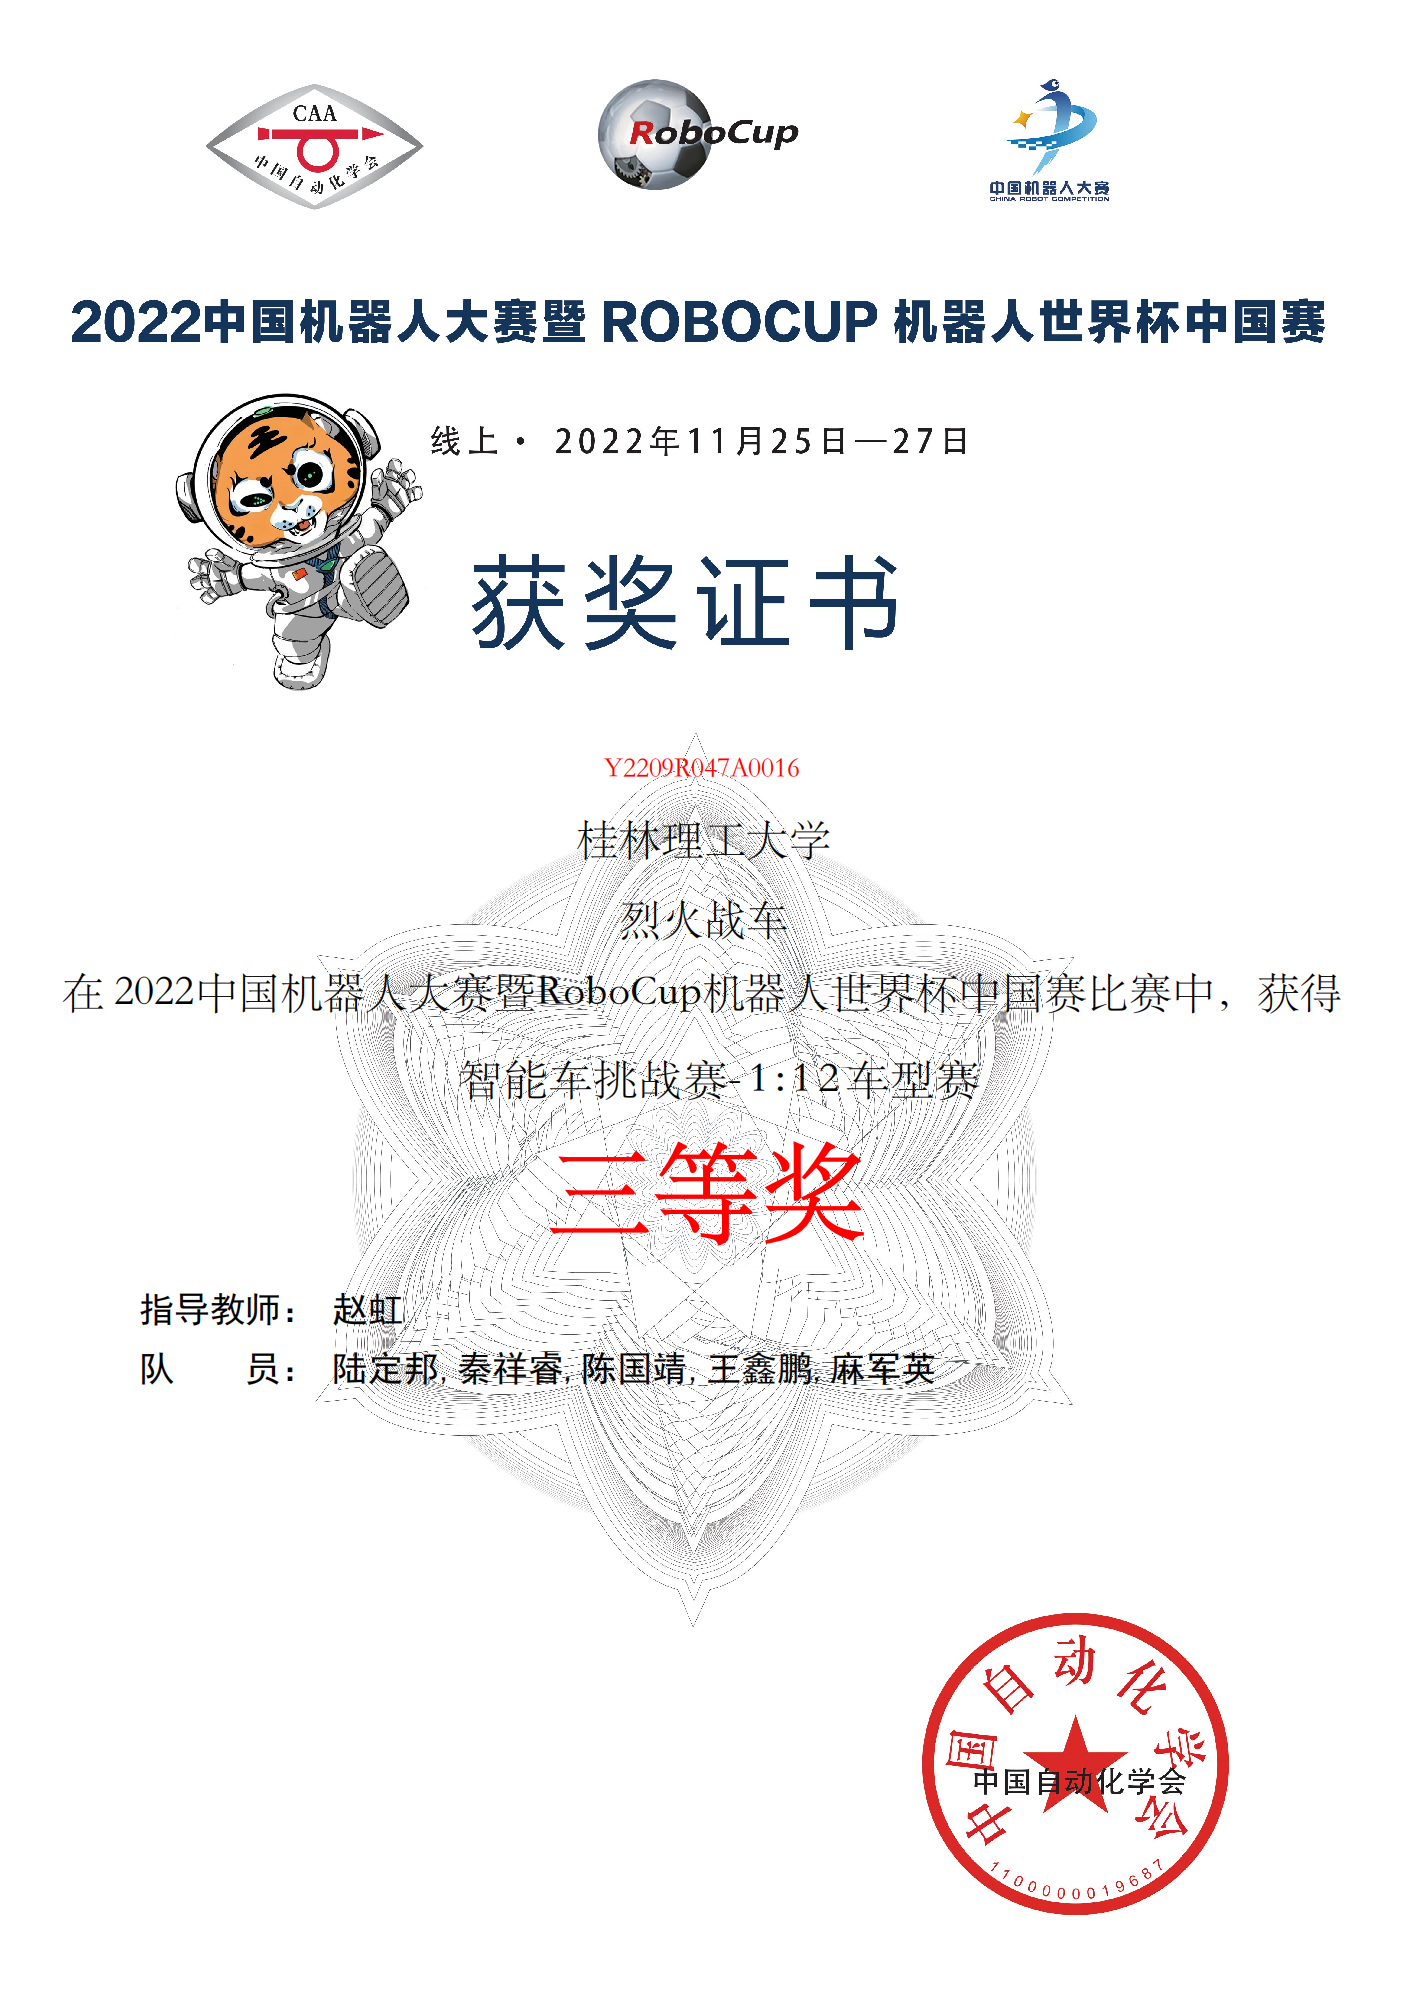 CAA
中国自动化学会
RoboCup
中国机器人大赛
CHINA ROBOT COMPETITION
2022中国机器人大赛暨 ROBOCUP 机器人世界杯中国赛
线上· 2022年11月25日—27日
获奖证书
Y2209R047A0016
桂林理工大学
烈火战车
在 2022中国机器人大赛暨RoboCup机器人世界杯中国赛比赛中，获得
智能车挑战赛-1:12车型赛
三等奖
指导教师： 赵虹
队 员： 陆定邦,秦祥睿,陈国靖,王鑫鹏,麻军英
中国自动化学会
中国自动化学会
1100000019687